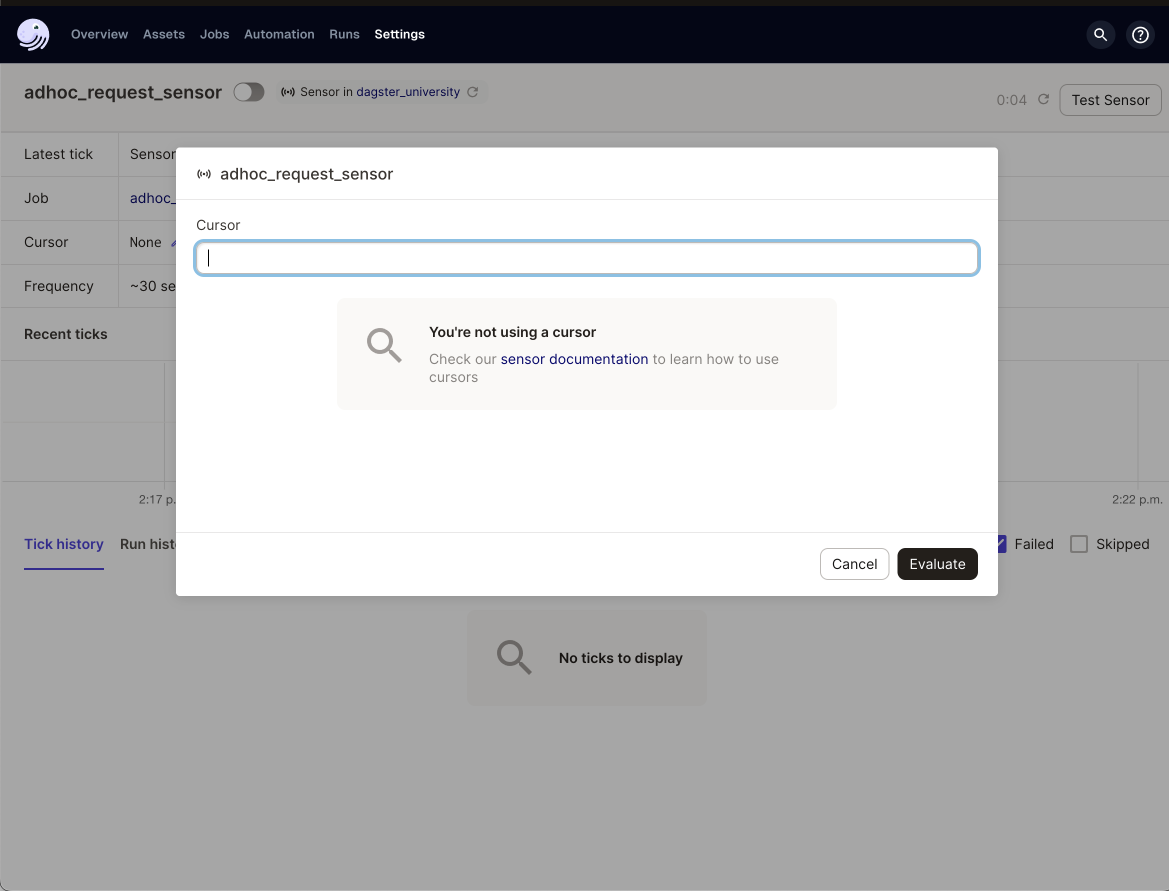 Overview Assets Jobs Automation Runs Settings
adhoc_request_sensor Sensor in dagster_university 0:04 Test Sensor
Latest tick Sensor
Job adhoc_
Cursor None
Frequency ~30 se
Recent ticks
adhoc_request_sensor
Cursor
You're not using a cursor
Check our sensor documentation to learn how to use
cursors
Cancel Evaluate
2:17 p. 2:22 p.m.
Tick history Run hist Failed Skipped
No ticks to display